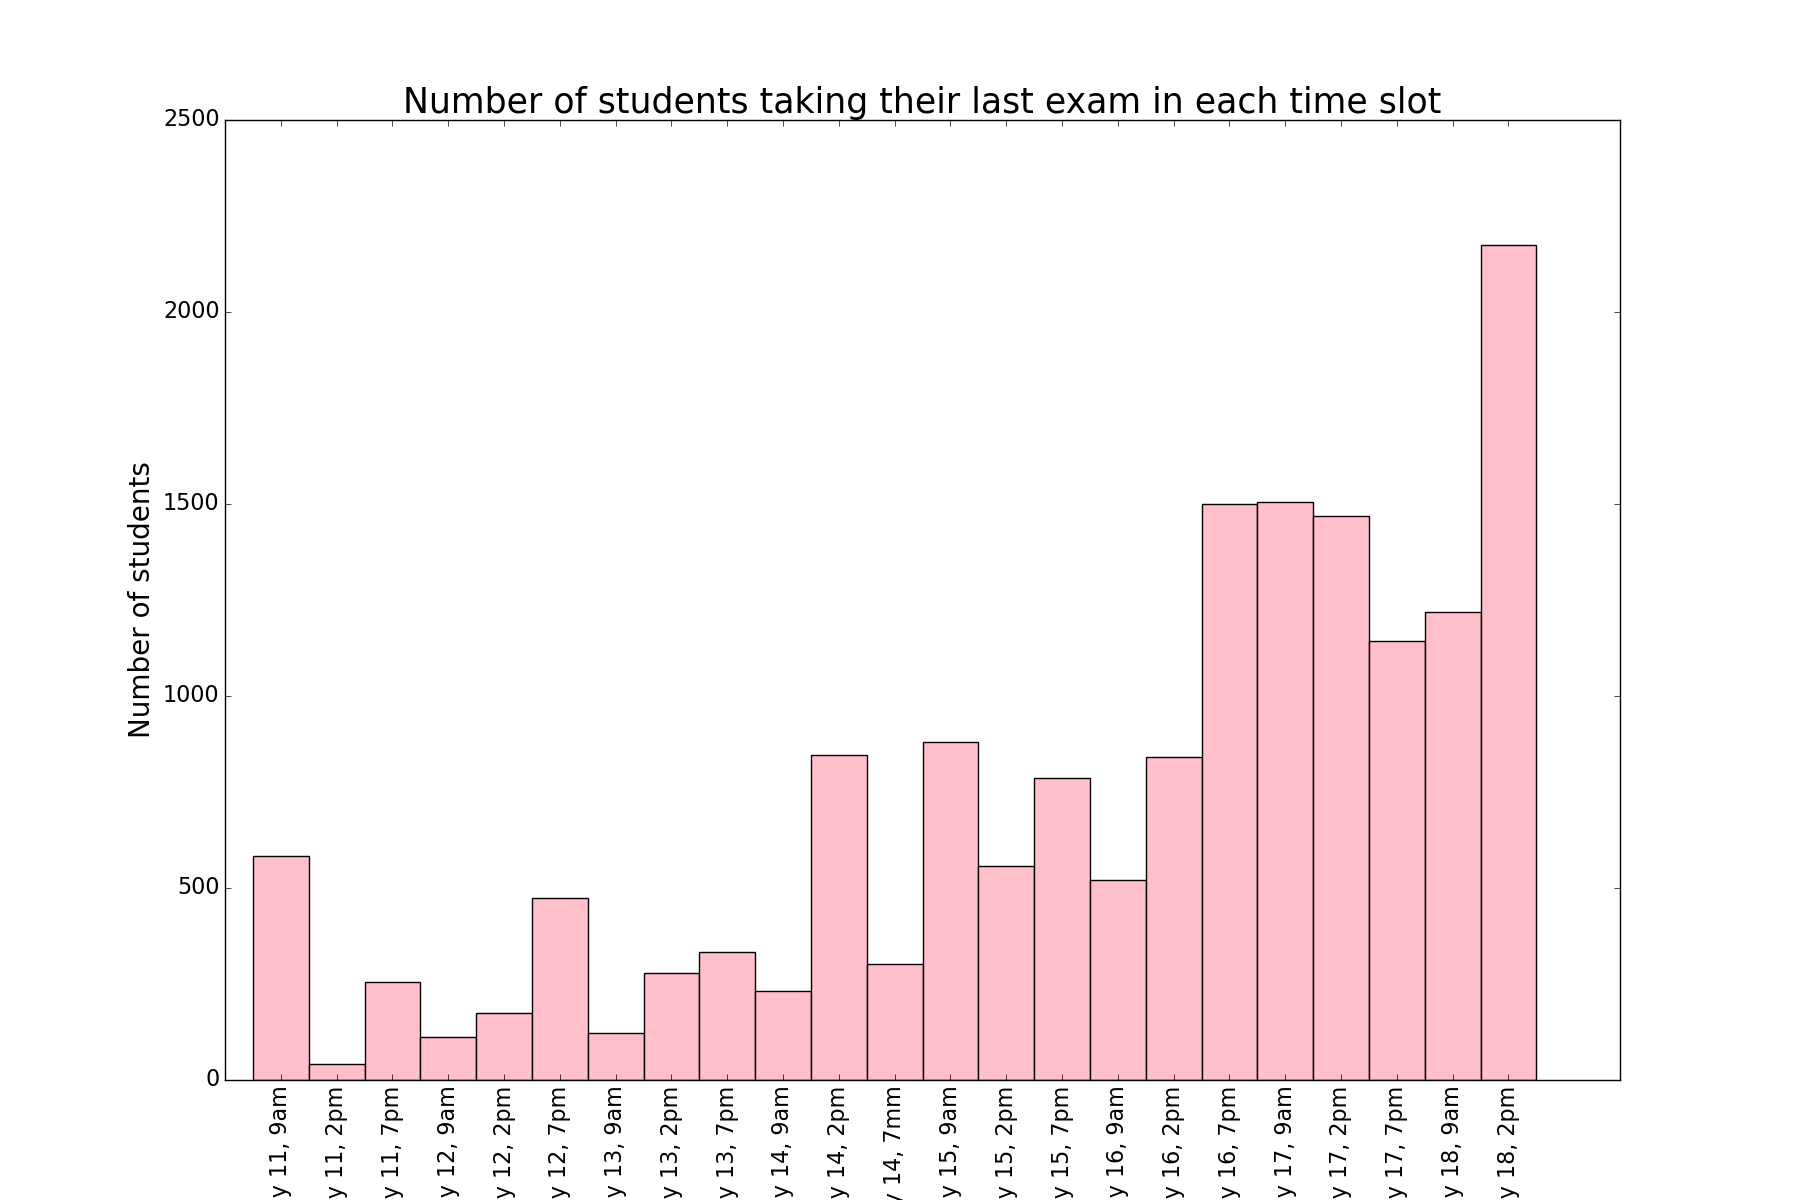 Number of students taking their last exam in each time slot
Number of students
2500
2000
1500
1000
500
0
y 11, 9am
y 11, 2pm
y 11, 7pm
y 12, 9am
y 12, 2pm
y 12, 7pm
y 13, 9am
y 13, 2pm
y 13, 7pm
y 14, 9am
y 14, 2pm
y 14, 7mm
y 15, 9am
y 15, 2pm
y 15, 7pm
y 16, 9am
y 16, 2pm
y 16, 7pm
y 17, 9am
y 17, 2pm
y 17, 7pm
y 18, 9am
y 18, 2pm